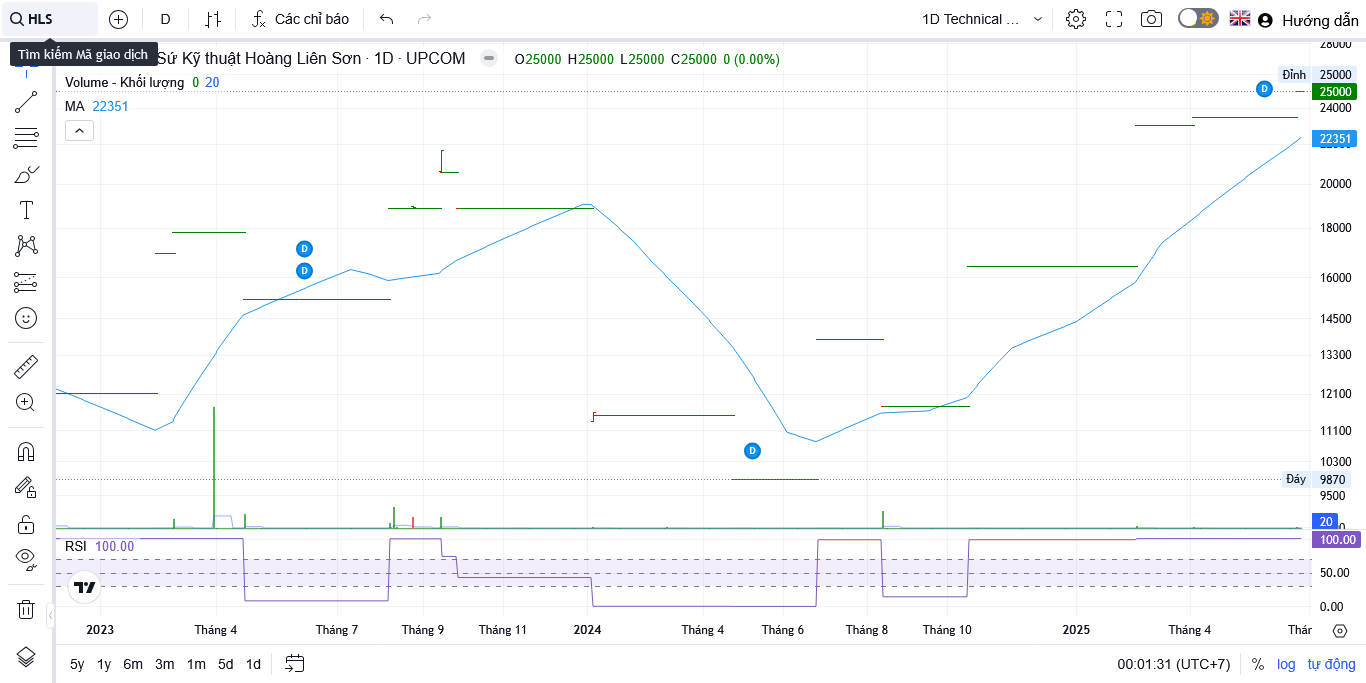 HLS
D
Các chỉ báo
1D Technical ...
Hướng dẫn
Tìm kiếm Mã giao dịch
Sứ Kỹ thuật Hoàng Liên Sơn · 1D · UPCOM
O25000 H25000 L25000 C25000 0 (0.00%)
Volume - Khối lượng 0 20
MA 22351
28000
Đỉnh 25000
25000
24000
22351
20000
18000
16000
14500
13300
12100
11100
10300
Đáy 9870
9500
20
D
D
D
D
RSI 100.00
100.00
50.00
0.00
2023
Tháng 4
Tháng 7
Tháng 9
Tháng 11
2024
Tháng 4
Tháng 6
Tháng 8
Tháng 10
2025
Tháng 4
Thár
5y 1y 6m 3m 1m 5d 1d
00:01:31 (UTC+7)
% log tự động